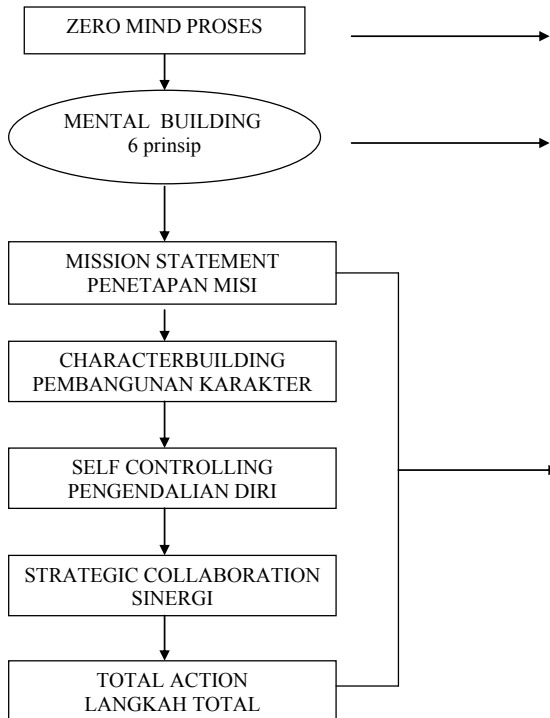 ZERO MIND PROSES
MENTAL BUILDING
6 prinsip
MISSION STATEMENT
PENETAPAN MISI
CHARACTERBUILDING
PEMBANGUNAN KARAKTER
SELF CONTROLLING
PENGENDALIAN DIRI
STRATEGIC COLLABORATION
SINERGI
TOTAL ACTION
LANGKAH TOTAL